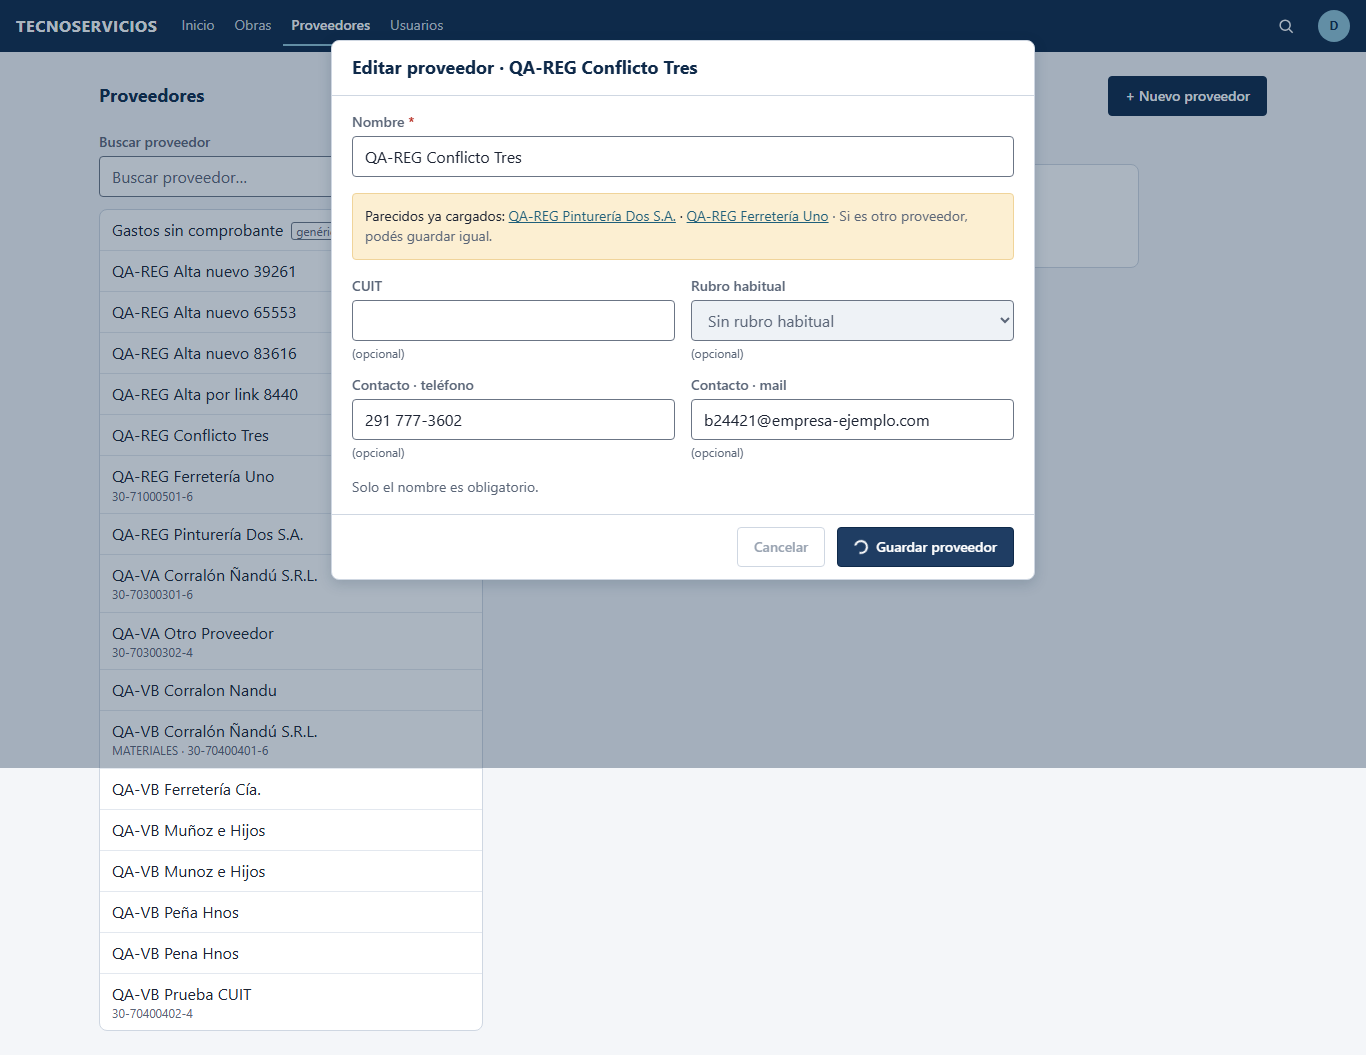 TECNOSERVICIOS Inicio Obras Proveedores Usuarios D
Editar proveedor · QA-REG Conflicto Tres
Nombre *
QA-REG Conflicto Tres
Parecidos ya cargados: QA-REG Pinturería Dos S.A. · QA-REG Ferretería Uno · Si es otro proveedor,
podés guardar igual.
CUIT
(opcional)
Rubro habitual
Sin rubro habitual
(opcional)
Contacto · teléfono
291 777-3602
(opcional)
Contacto · mail
b24421@empresa-ejemplo.com
(opcional)
Solo el nombre es obligatorio.
Cancelar
Guardar proveedor
Proveedores
+ Nuevo proveedor
Buscar proveedor
Buscar proveedor...
Gastos sin comprobante
QA-REG Alta nuevo 39261
QA-REG Alta nuevo 65553
QA-REG Alta nuevo 83616
QA-REG Alta por link 8440
QA-REG Conflicto Tres
QA-REG Ferretería Uno
30-71000501-6
QA-REG Pinturería Dos S.A.
QA-VA Corralón Ñandú S.R.L.
30-70300301-6
QA-VA Otro Proveedor
30-70300302-4
QA-VB Corralon Nandu
QA-VB Corralón Ñandú S.R.L.
MATERIALES · 30-70400401-6
QA-VB Ferretería Cía.
QA-VB Muñoz e Hijos
QA-VB Munoz e Hijos
QA-VB Peña Hnos
QA-VB Pena Hnos
QA-VB Prueba CUIT
30-70400402-4